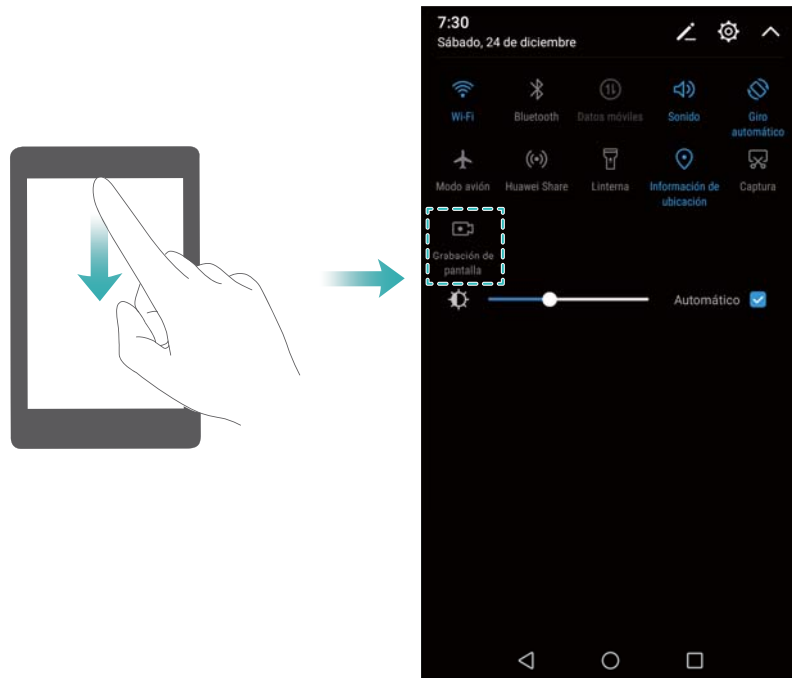 7:30
Sábado, 24 de diciembre
Wi-Fi
Bluetooth
Datos móviles
Sonido
Giro
automático
Modo avión
Huawei Share
Linterna
Información de
ubicación
Captura
Grabación de
pantalla
Automático